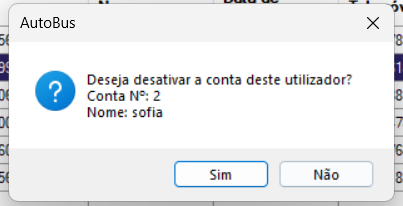 AutoBus
Deseja desativar a conta deste utilizador?
Conta Nº: 2
Nome: sofia
Sim
Não